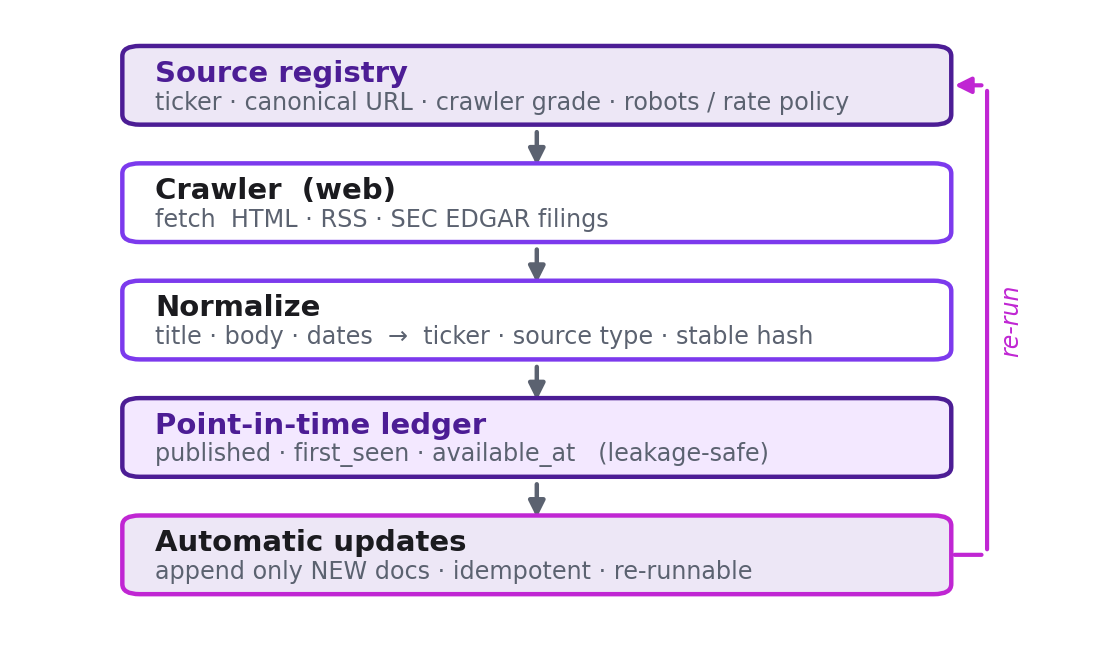 Source registry
ticker · canonical URL · crawler grade · robots / rate policy
Crawler  (web)
fetch  HTML · RSS · SEC EDGAR filings
Normalize
title · body · dates  →  ticker · source type · stable hash
Point-in-time ledger
published · first_seen · available_at   (leakage-safe)
Automatic updates
append only NEW docs · idempotent · re-runnable
re-run